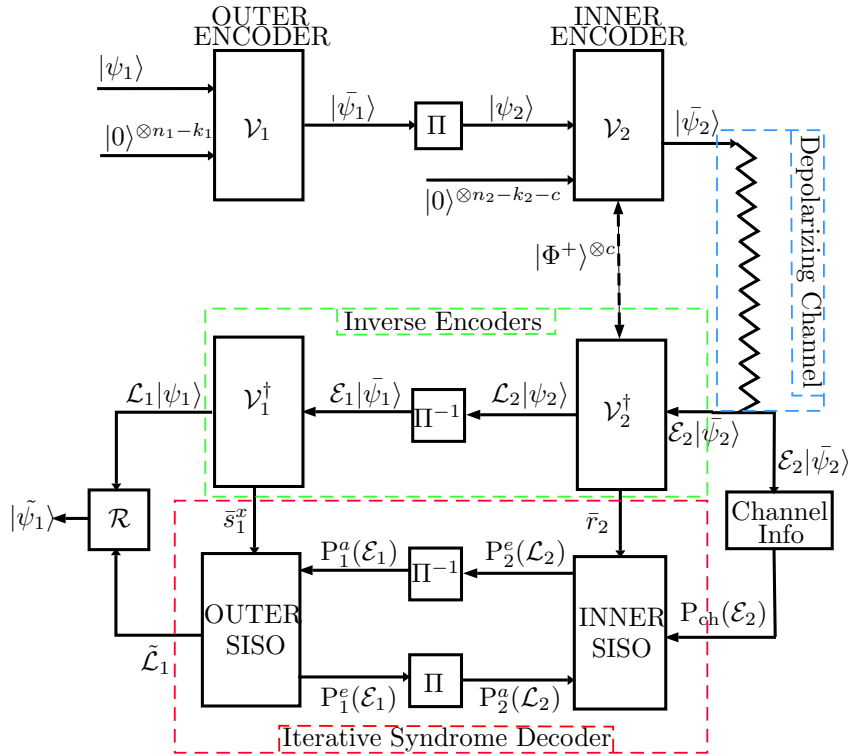 OUTER
ENCODER
INNER
ENCODER
|ψ₁⟩
|0⟩^{⊗n₁−k₁}
𝒱₁
|ψ̄₁⟩
Π
|ψ₂⟩
|0⟩^{⊗n₂−k₂−c}
𝒱₂
|ψ̄₂⟩
Depolarizing Channel
|Φ⁺⟩^{⊗c}
Inverse Encoders
ℒ₁|ψ₁⟩
𝒱₁†
ℰ₁|ψ̄₁⟩
Π⁻¹
ℒ₂|ψ₂⟩
𝒱₂†
ℰ₂|ψ̄₂⟩
ℰ₂|ψ̄₂⟩
|ψ̃₁⟩
ℛ
s̄₁ˣ
r̄₂
Channel
Info
P₁ᵃ(ℰ₁)
Π⁻¹
P₂ᵉ(ℒ₂)
OUTER
SISO
INNER
SISO
P_ch(ℰ₂)
ℒ̃₁
P₁ᵉ(ℰ₁)
Π
P₂ᵃ(ℒ₂)
Iterative Syndrome Decoder